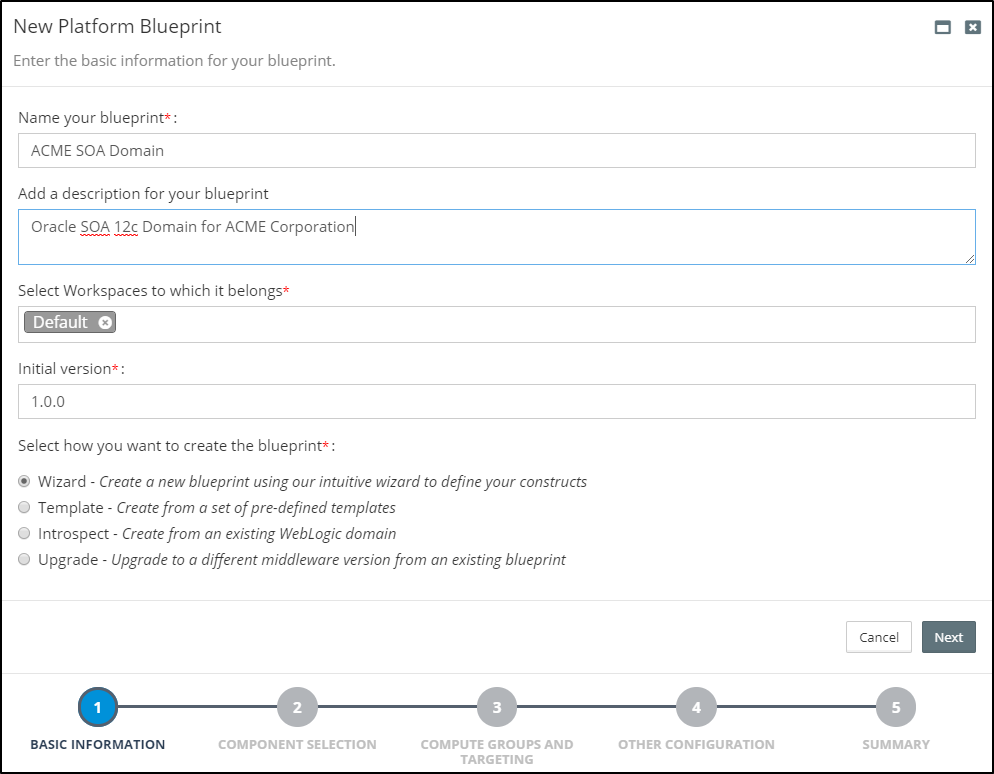 New Platform Blueprint
Enter the basic information for your blueprint.
Name your blueprint*:
ACME SOA Domain
Add a description for your blueprint
Oracle SOA 12c Domain for ACME Corporation
Select Workspaces to which it belongs*
Default
Initial version*:
1.0.0
Select how you want to create the blueprint*:
Wizard - Create a new blueprint using our intuitive wizard to define your constructs
Template - Create from a set of pre-defined templates
Introspect - Create from an existing WebLogic domain
Upgrade - Upgrade to a different middleware version from an existing blueprint
Cancel Next
1 2 3 4 5
BASIC INFORMATION COMPONENT SELECTION COMPUTE GROUPS AND OTHER CONFIGURATION SUMMARY
TARGETING